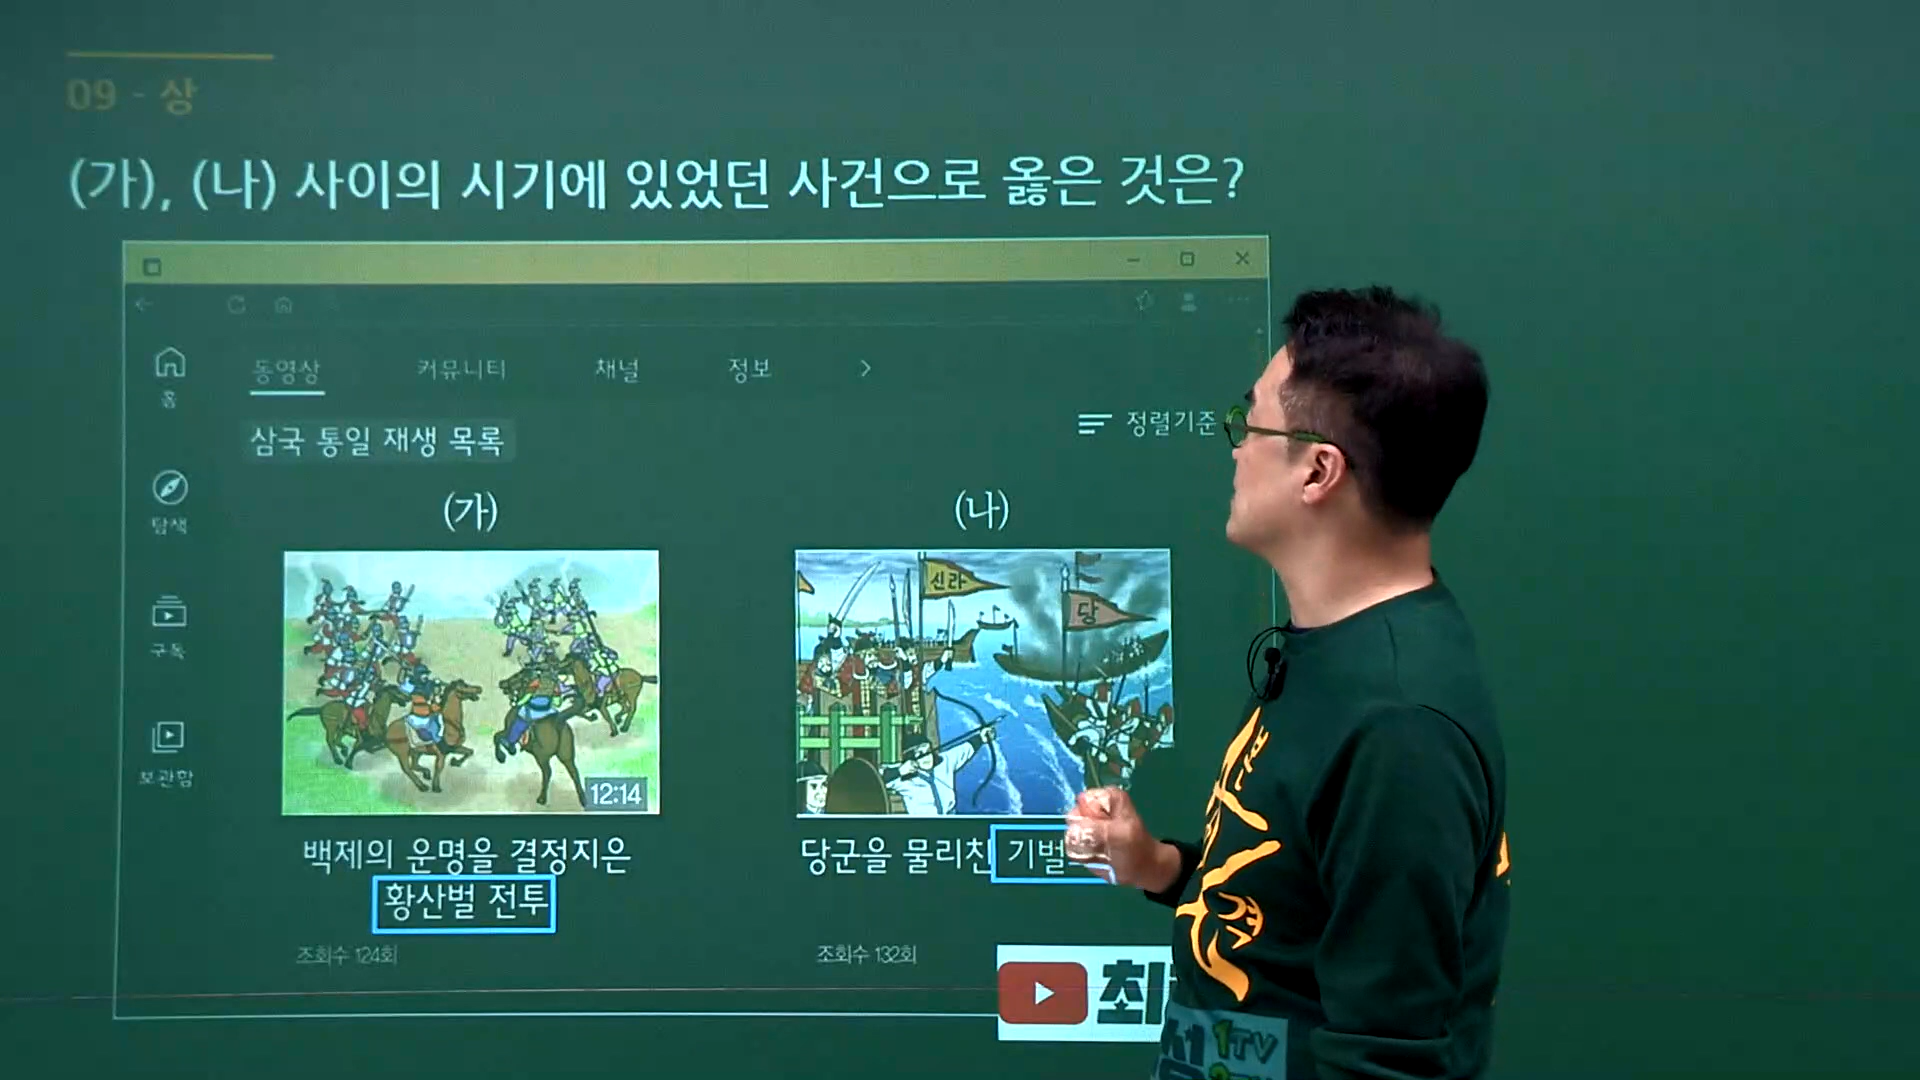 09 - 상
(가), (나) 사이의 시기에 있었던 사건으로 옳은 것은?
홈
동영상
커뮤니티
채널
정보
정렬기준
삼국 통일 재생 목록
탐색
(가)
(나)
신라
당
구독
보관함
12:14
백제의 운명을 결정지은
황산벌 전투
당군을 물리친 기벌
조회수 124회
조회수 132회
최
1TV